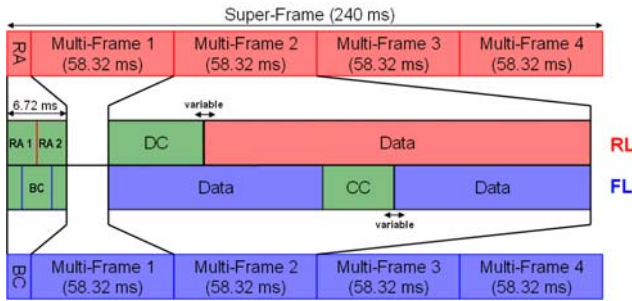 Super-Frame (240 ms)
RA
Multi-Frame 1
(58.32 ms)
Multi-Frame 2
(58.32 ms)
Multi-Frame 3
(58.32 ms)
Multi-Frame 4
(58.32 ms)
6.72 ms
variable
RA 1
RA 2
DC
Data
RL
BC
Data
CC
Data
FL
variable
BC
Multi-Frame 1
(58.32 ms)
Multi-Frame 2
(58.32 ms)
Multi-Frame 3
(58.32 ms)
Multi-Frame 4
(58.32 ms)